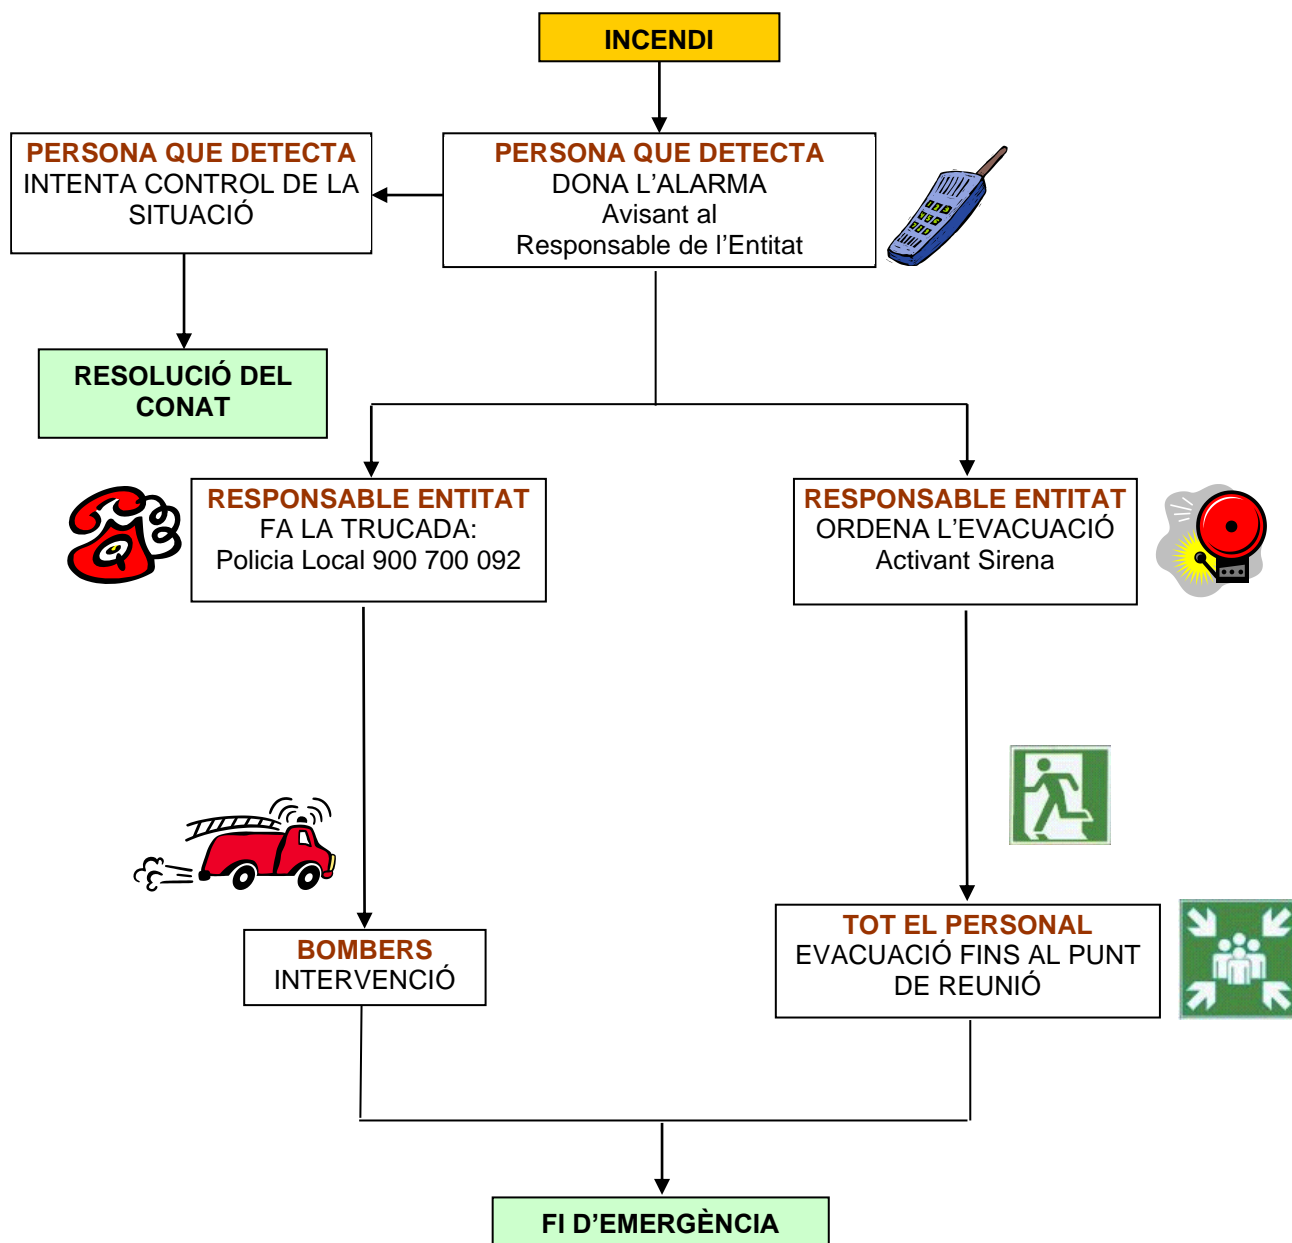 INCENDI
PERSONA QUE DETECTA
INTENTA CONTROL DE LA
SITUACIÓ
PERSONA QUE DETECTA
DONA L’ALARMA
Avisant al
Responsable de l’Entitat
RESOLUCIÓ DEL
CONAT
RESPONSABLE ENTITAT
FA LA TRUCADA:
Policia Local 900 700 092
RESPONSABLE ENTITAT
ORDENA L’EVACUACIÓ
Activant Sirena
BOMBERS
INTERVENCIÓ
TOT EL PERSONAL
EVACUACIÓ FINS AL PUNT
DE REUNIÓ
FI D’EMERGÈNCIA